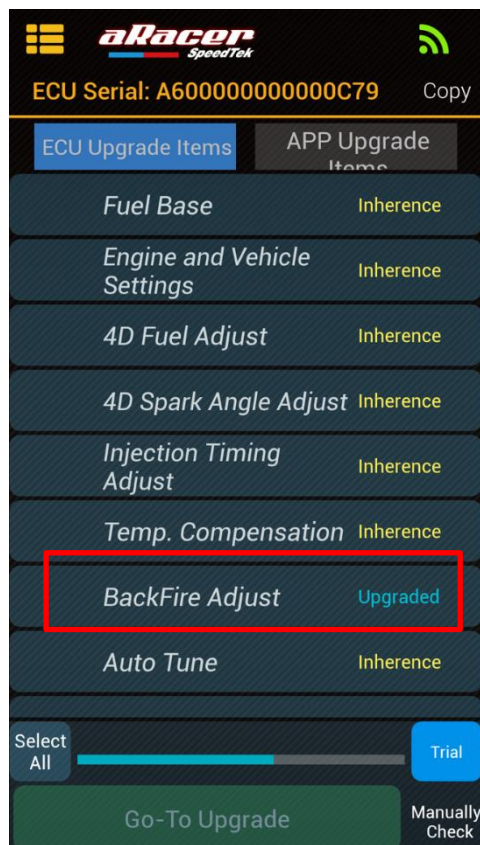 aRacer
SpeedTek
ECU Serial: A600000000000C79
Copy
ECU Upgrade Items
APP Upgrade
Items
Fuel Base
Inherence
Engine and Vehicle
Settings
Inherence
4D Fuel Adjust
Inherence
4D Spark Angle Adjust
Inherence
Injection Timing
Adjust
Inherence
Temp. Compensation
Inherence
BackFire Adjust
Upgraded
Auto Tune
Inherence
Select
All
Trial
Go-To Upgrade
Manually
Check